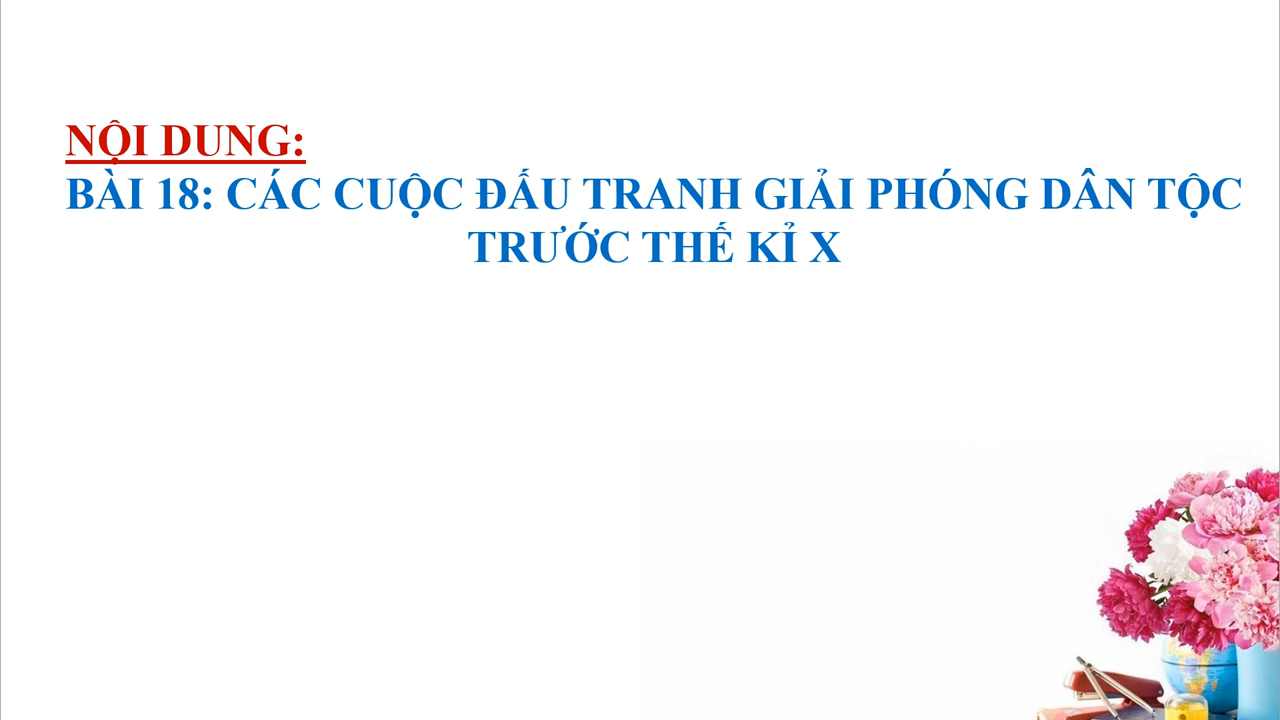 NỘI DUNG:
BÀI 18: CÁC CUỘC ĐẤU TRANH GIẢI PHÓNG DÂN TỘC
TRƯỚC THẾ KỈ X